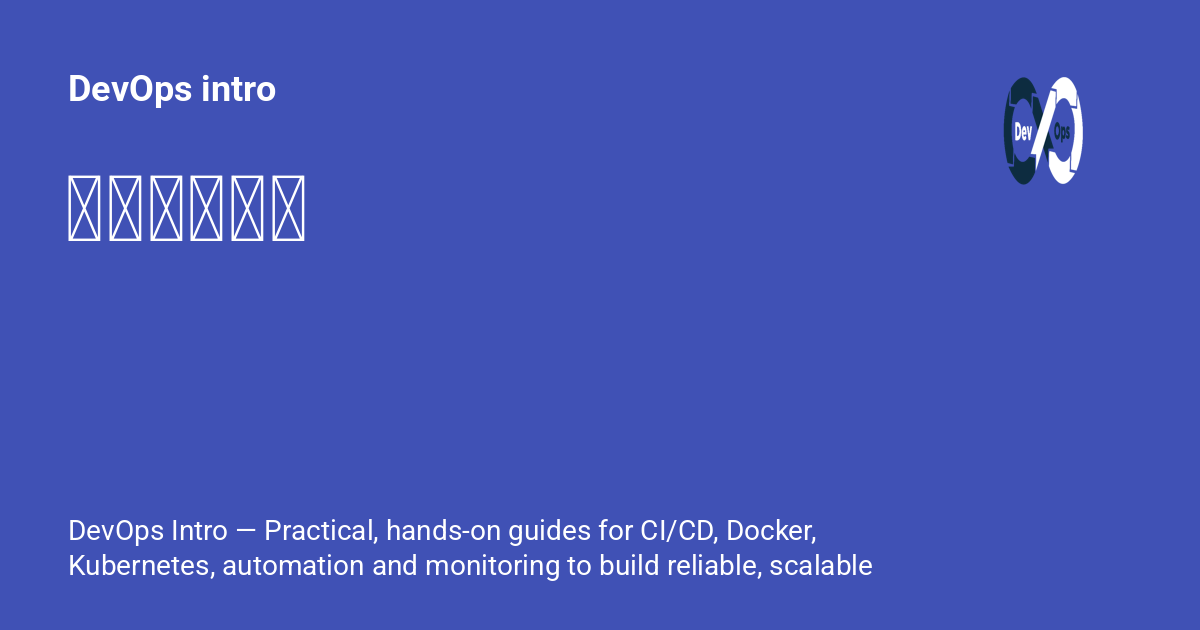 DevOps intro
Dev Ops
DevOps Intro — Practical, hands-on guides for CI/CD, Docker,
Kubernetes, automation and monitoring to build reliable, scalable